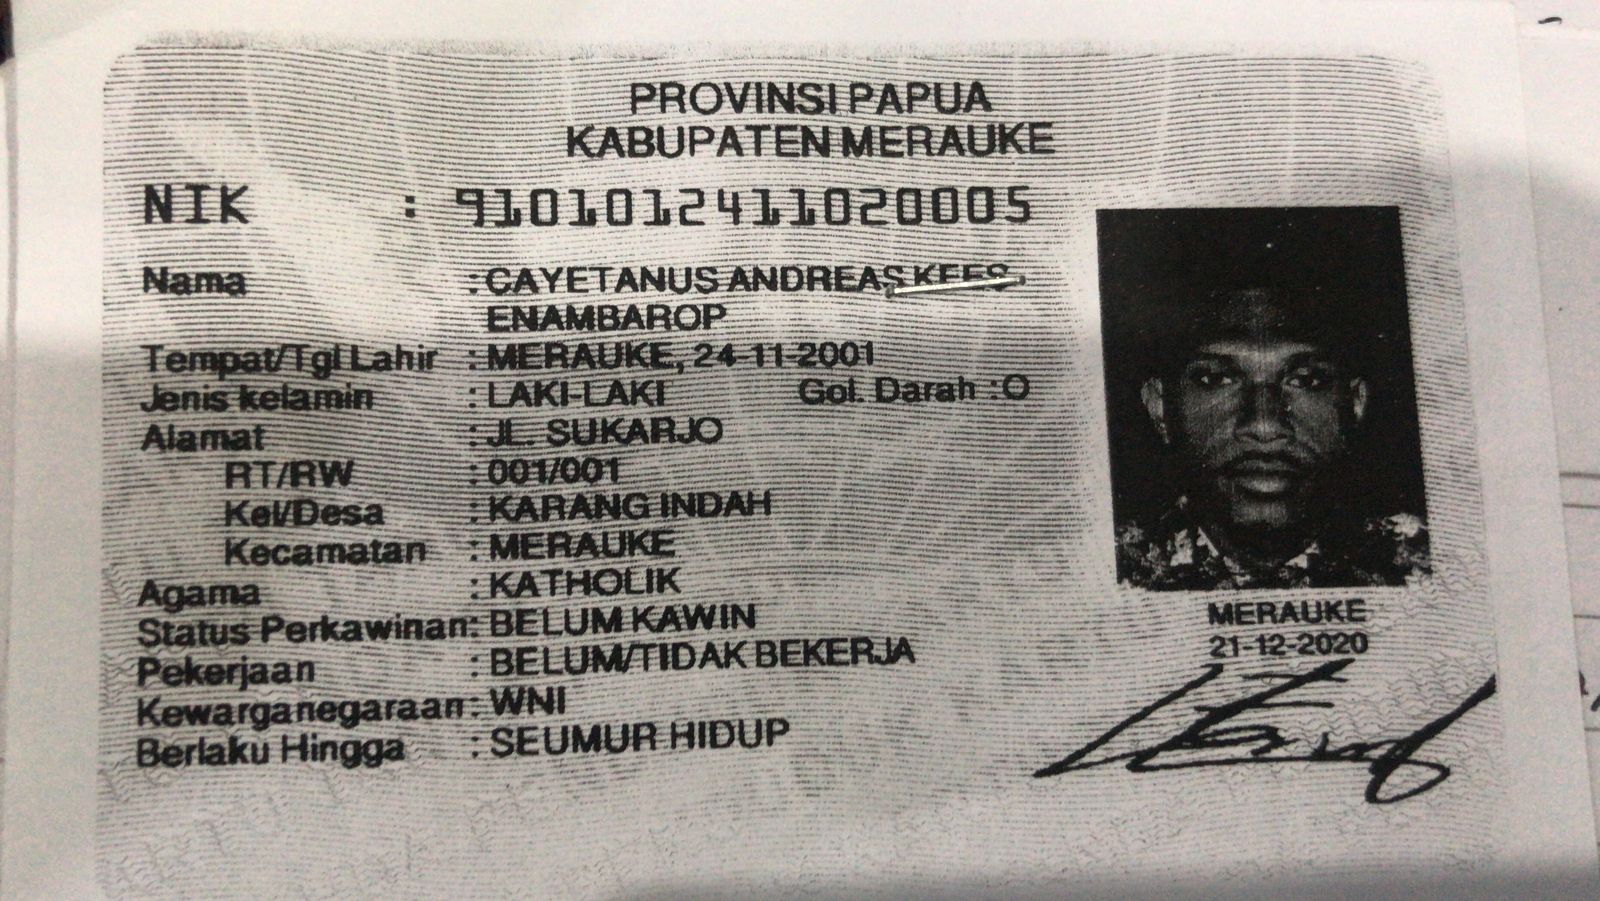 PROVINSI PAPUA
KABUPATEN MERAUKE
NIK : 9101012411020005
Nama : CAYETANUS ANDREAS KEES
ENAMBAROP
Tempat/Tgl Lahir : MERAUKE, 24-11-2001
Jenis kelamin : LAKI-LAKI Gol. Darah : O
Alamat : JL. SUKARJO
RT/RW : 001/001
Kel/Desa : KARANG INDAH
Kecamatan : MERAUKE
Agama : KATHOLIK
Status Perkawinan: BELUM KAWIN
Pekerjaan : BELUM/TIDAK BEKERJA
Kewarganegaraan: WNI
Berlaku Hingga : SEUMUR HIDUP
MERAUKE
21-12-2020